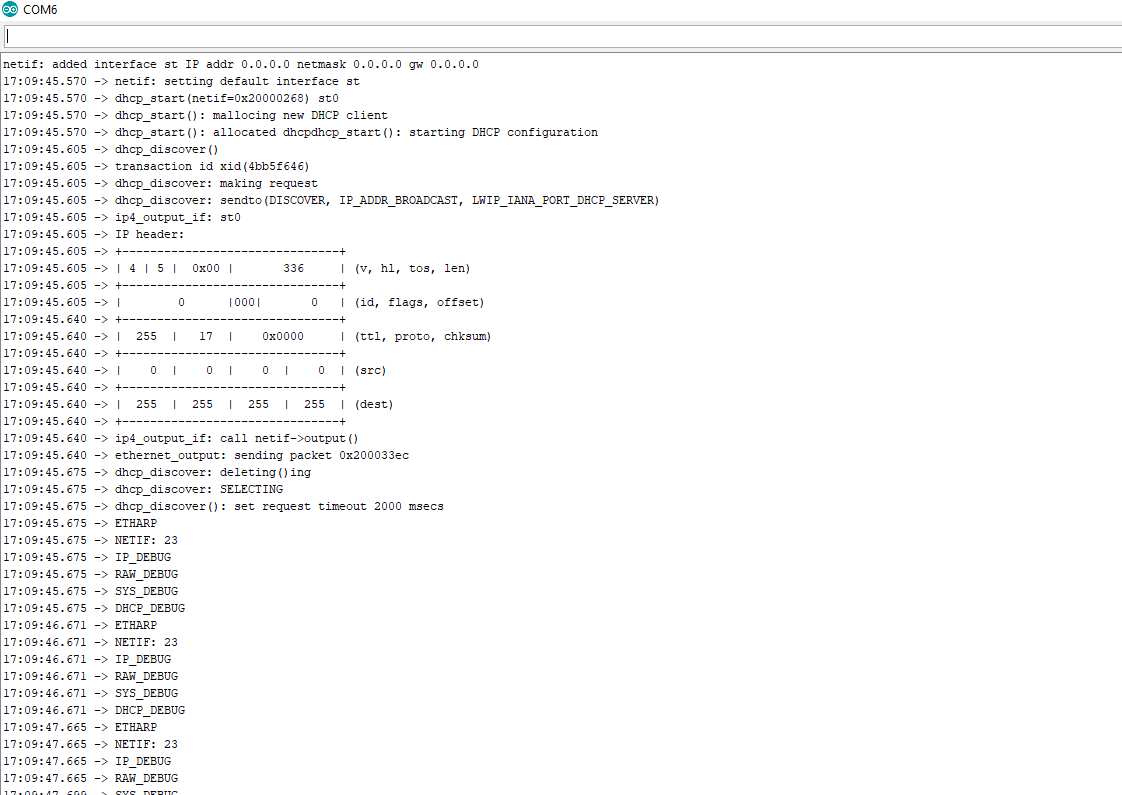 COM6
netif: added interface st IP addr 0.0.0.0 netmask 0.0.0.0 gw 0.0.0.0
17:09:45.570 -> netif: setting default interface st
17:09:45.570 -> dhcp_start(netif=0x20000268) st0
17:09:45.570 -> dhcp_start(): mallocing new DHCP client
17:09:45.570 -> dhcp_start(): allocated dhcpdhcp_start(): starting DHCP configuration
17:09:45.605 -> dhcp_discover()
17:09:45.605 -> transaction id xid(4bb5f646)
17:09:45.605 -> dhcp_discover: making request
17:09:45.605 -> dhcp_discover: sendto(DISCOVER, IP_ADDR_BROADCAST, LWIP_IANA_PORT_DHCP_SERVER)
17:09:45.605 -> ip4_output_if: st0
17:09:45.605 -> IP header:
17:09:45.605 -> +-------------------------------+
17:09:45.605 -> | 4 | 5 |  0x00 |       336     | (v, hl, tos, len)
17:09:45.605 -> +-------------------------------+
17:09:45.605 -> |        0      |000|       0   | (id, flags, offset)
17:09:45.640 -> +-------------------------------+
17:09:45.640 -> |  255  |   17  |    0x0000     | (ttl, proto, chksum)
17:09:45.640 -> +-------------------------------+
17:09:45.640 -> |    0  |    0  |    0  |    0  | (src)
17:09:45.640 -> +-------------------------------+
17:09:45.640 -> |  255  |  255  |  255  |  255  | (dest)
17:09:45.640 -> +-------------------------------+
17:09:45.640 -> ip4_output_if: call netif->output()
17:09:45.640 -> ethernet_output: sending packet 0x200033ec
17:09:45.675 -> dhcp_discover: deleting()ing
17:09:45.675 -> dhcp_discover: SELECTING
17:09:45.675 -> dhcp_discover(): set request timeout 2000 msecs
17:09:45.675 -> ETHARP
17:09:45.675 -> NETIF: 23
17:09:45.675 -> IP_DEBUG
17:09:45.675 -> RAW_DEBUG
17:09:45.675 -> SYS_DEBUG
17:09:45.675 -> DHCP_DEBUG
17:09:46.671 -> ETHARP
17:09:46.671 -> NETIF: 23
17:09:46.671 -> IP_DEBUG
17:09:46.671 -> RAW_DEBUG
17:09:46.671 -> SYS_DEBUG
17:09:46.671 -> DHCP_DEBUG
17:09:47.665 -> ETHARP
17:09:47.665 -> NETIF: 23
17:09:47.665 -> IP_DEBUG
17:09:47.665 -> RAW_DEBUG
17:09:47.699 -> SYS_DEBUG